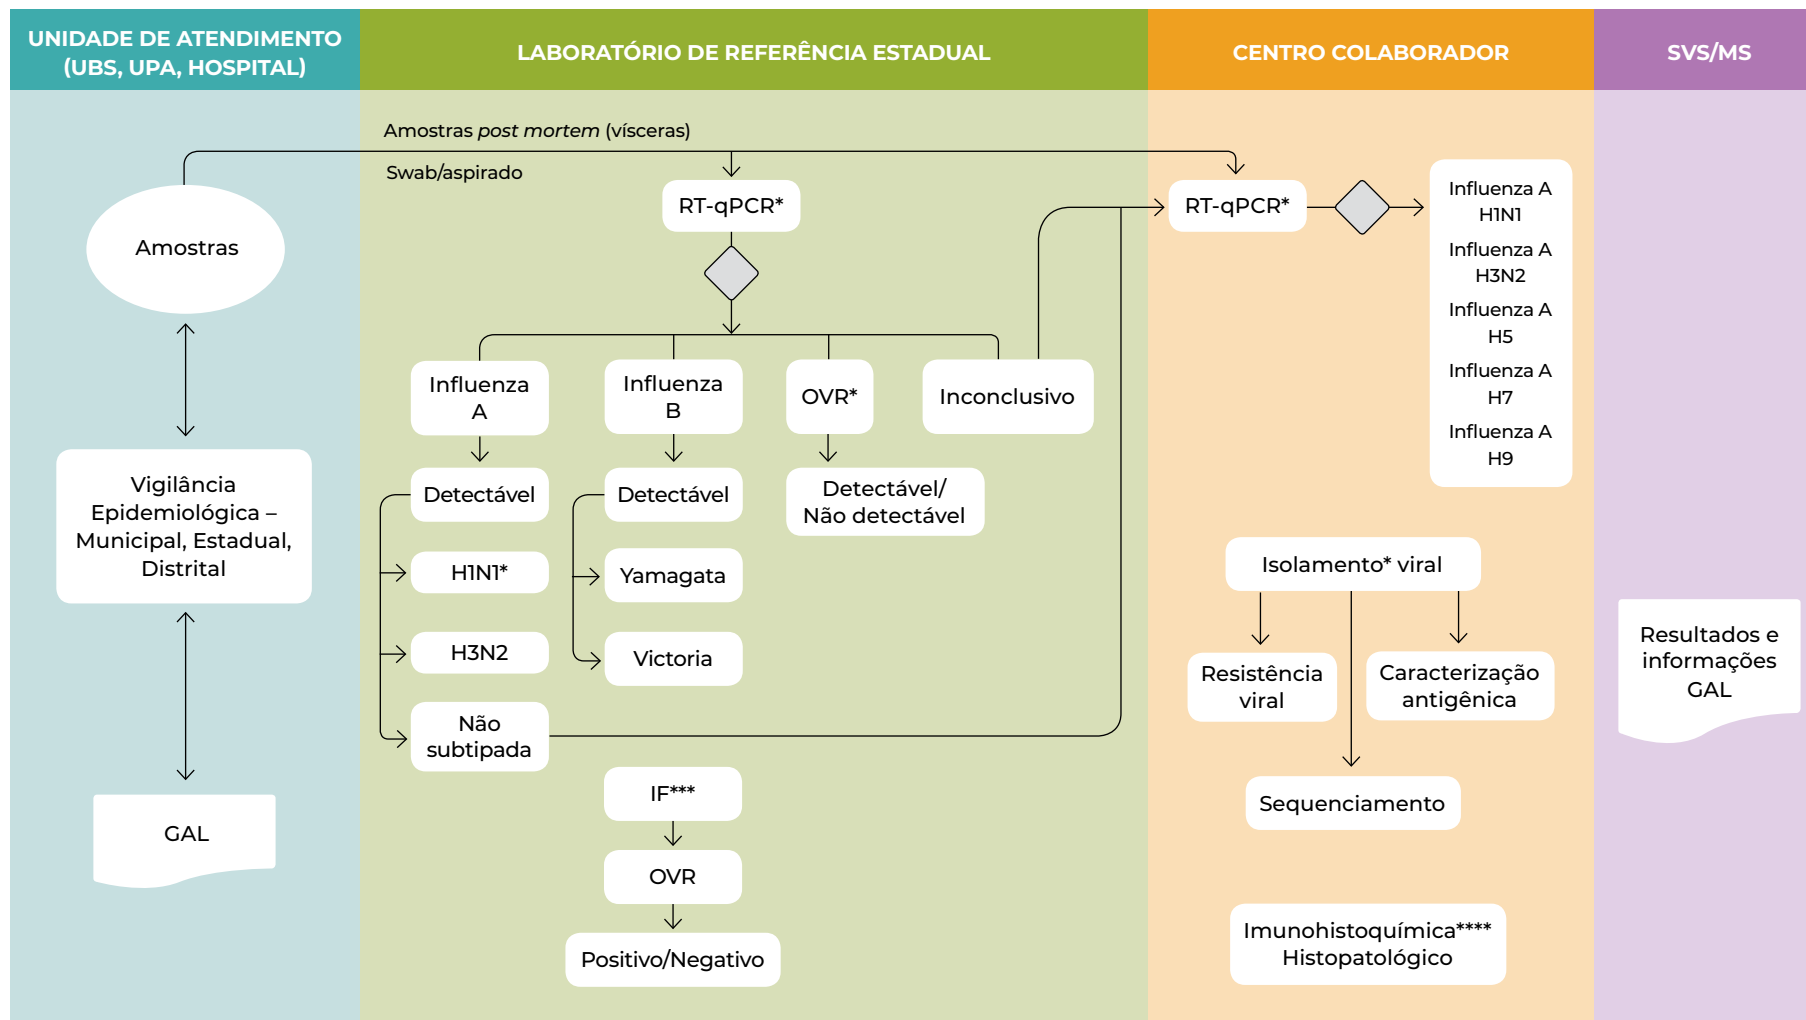 UNIDADE DE ATENDIMENTO
(UBS, UPA, HOSPITAL)
LABORATÓRIO DE REFERÊNCIA ESTADUAL
CENTRO COLABORADOR
SVS/MS
Amostras
Vigilância
Epidemiológica –
Municipal, Estadual,
Distrital
GAL
Amostras post mortem (vísceras)
Swab/aspirado
RT-qPCR*
Influenza
A
Influenza
B
OVR*
Inconclusivo
Detectável
Detectável
Detectável/
Não detectável
H1N1*
Yamagata
H3N2
Victoria
Não
subtipada
IF***
OVR
Positivo/Negativo
RT-qPCR*
Influenza A
H1N1
Influenza A
H3N2
Influenza A
H5
Influenza A
H7
Influenza A
H9
Isolamento* viral
Resistência
viral
Caracterização
antigênica
Sequenciamento
Imunohistoquímica****
Histopatológico
Resultados e
informações
GAL